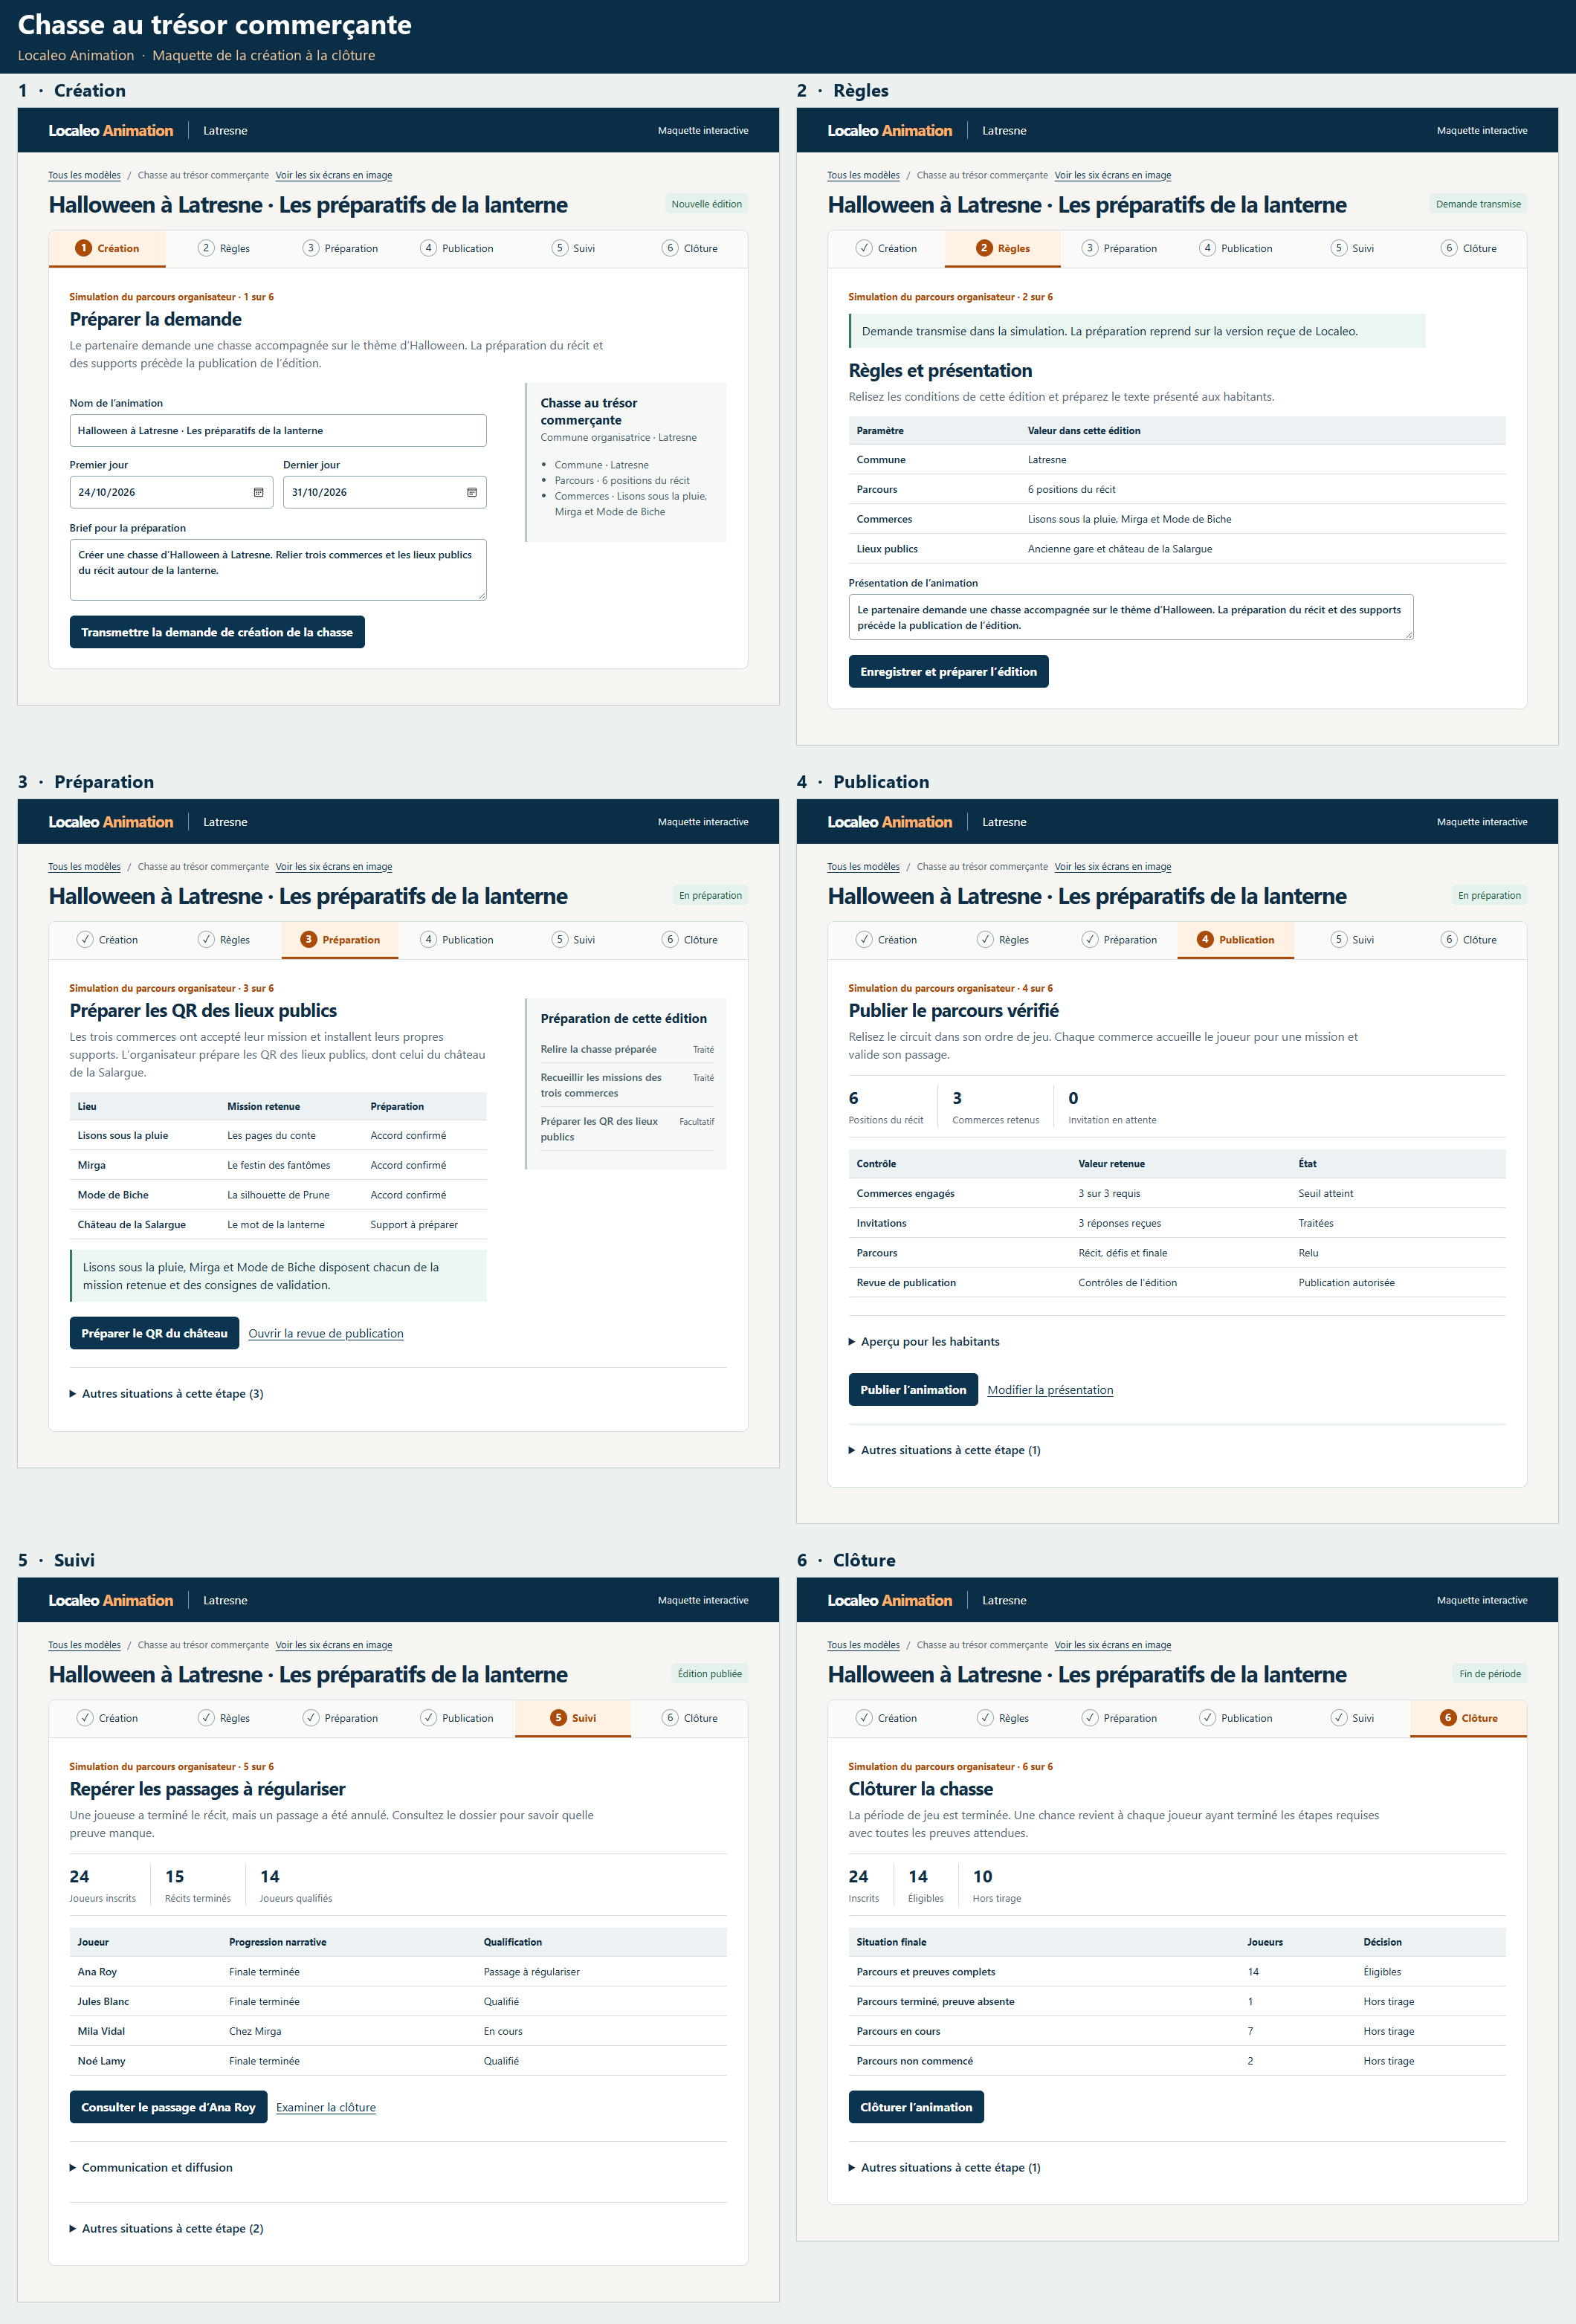 Chasse au trésor commerçante
Localeo Animation · Maquette de la création à la clôture
1 · Création
Localeo Animation
Latresne
Maquette interactive
Tous les modèles / Chasse au trésor commerçante Voir les six écrans en image
Halloween à Latresne · Les préparatifs de la lanterne
Nouvelle édition
1 Création
2 Règles
3 Préparation
4 Publication
5 Suivi
6 Clôture
Simulation du parcours organisateur · 1 sur 6
Préparer la demande
Le partenaire demande une chasse accompagnée sur le thème d'Halloween. La préparation du récit et
des supports précède la publication de l'édition.
Nom de l'animation
Halloween à Latresne · Les préparatifs de la lanterne
Premier jour
Dernier jour
24/10/2026
31/10/2026
Brief pour la préparation
Créer une chasse d'Halloween à Latresne. Relier trois commerces et les lieux publics
du récit autour de la lanterne.
Transmettre la demande de création de la chasse
Chasse au trésor
commerçante
Commune organisatrice · Latresne
• Commune · Latresne
• Parcours · 6 positions du récit
• Commerces · Lisons sous la pluie,
Mirga et Mode de Biche
2 · Règles
Localeo Animation
Latresne
Maquette interactive
Tous les modèles / Chasse au trésor commerçante Voir les six écrans en image
Halloween à Latresne · Les préparatifs de la lanterne
Demande transmise
✓ Création
2 Règles
3 Préparation
4 Publication
5 Suivi
6 Clôture
Simulation du parcours organisateur · 2 sur 6
Demande transmise dans la simulation. La préparation reprend sur la version reçue de Localeo.
Règles et présentation
Relisez les conditions de cette édition et préparez le texte présenté aux habitants.
Paramètre Valeur dans cette édition
Commune Latresne
Parcours 6 positions du récit
Commerces Lisons sous la pluie, Mirga et Mode de Biche
Lieux publics Ancienne gare et château de la Salargue
Présentation de l'animation
Le partenaire demande une chasse accompagnée sur le thème d'Halloween. La préparation du récit et des supports
précède la publication de l'édition.
Enregistrer et préparer l'édition
3 · Préparation
Localeo Animation
Latresne
Maquette interactive
Tous les modèles / Chasse au trésor commerçante Voir les six écrans en image
Halloween à Latresne · Les préparatifs de la lanterne
En préparation
✓ Création
✓ Règles
3 Préparation
4 Publication
5 Suivi
6 Clôture
Simulation du parcours organisateur · 3 sur 6
Préparer les QR des lieux publics
Les trois commerces ont accepté leur mission et installent leurs propres
supports. L'organisateur prépare les QR des lieux publics, dont celui du château
de la Salargue.
Lieu Mission retenue Préparation
Lisons sous la pluie Les pages du conte Accord confirmé
Mirga Le festin des fantômes Accord confirmé
Mode de Biche La silhouette de Prune Accord confirmé
Château de la Salargue Le mot de la lanterne Support à préparer
Lisons sous la pluie, Mirga et Mode de Biche disposent chacun de la
mission retenue et des consignes de validation.
Préparer le QR du château
Ouvrir la revue de publication
▶ Autres situations à cette étape (3)
Préparation de cette édition
Relire la chasse préparée Traité
Recueillir les missions des Traité
trois commerces
Préparer les QR des lieux Facultatif
publics
4 · Publication
Localeo Animation
Latresne
Maquette interactive
Tous les modèles / Chasse au trésor commerçante Voir les six écrans en image
Halloween à Latresne · Les préparatifs de la lanterne
En préparation
✓ Création
✓ Règles
✓ Préparation
4 Publication
5 Suivi
6 Clôture
Simulation du parcours organisateur · 4 sur 6
Publier le parcours vérifié
Relisez le circuit dans son ordre de jeu. Chaque commerce accueille le joueur pour une mission et
valide son passage.
6 3 0
Positions du récit Commerces retenus Invitation en attente
Contrôle Valeur retenue État
Commerces engagés 3 sur 3 requis Seuil atteint
Invitations 3 réponses reçues Traitées
Parcours Récit, défis et finale Relu
Revue de publication Contrôles de l'édition Publication autorisée
▶ Aperçu pour les habitants
Publier l'animation
Modifier la présentation
▶ Autres situations à cette étape (1)
5 · Suivi
Localeo Animation
Latresne
Maquette interactive
Tous les modèles / Chasse au trésor commerçante Voir les six écrans en image
Halloween à Latresne · Les préparatifs de la lanterne
Édition publiée
✓ Création
✓ Règles
✓ Préparation
✓ Publication
5 Suivi
6 Clôture
Simulation du parcours organisateur · 5 sur 6
Repérer les passages à régulariser
Une joueuse a terminé le récit, mais un passage a été annulé. Consultez le dossier pour savoir quelle
preuve manque.
24 15 14
Joueurs inscrits Récits terminés Joueurs qualifiés
Joueur Progression narrative Qualification
Ana Roy Finale terminée Passage à régulariser
Jules Blanc Finale terminée Qualifié
Mila Vidal Chez Mirga En cours
Noé Lamy Finale terminée Qualifié
Consulter le passage d'Ana Roy
Examiner la clôture
▶ Communication et diffusion
▶ Autres situations à cette étape (2)
6 · Clôture
Localeo Animation
Latresne
Maquette interactive
Tous les modèles / Chasse au trésor commerçante Voir les six écrans en image
Halloween à Latresne · Les préparatifs de la lanterne
Fin de période
✓ Création
✓ Règles
✓ Préparation
✓ Publication
✓ Suivi
6 Clôture
Simulation du parcours organisateur · 6 sur 6
Clôturer la chasse
La période de jeu est terminée. Une chance revient à chaque joueur ayant terminé les étapes requises
avec toutes les preuves attendues.
24 14 10
Inscrits Éligibles Hors tirage
Situation finale Joueurs Décision
Parcours et preuves complets 14 Éligibles
Parcours terminé, preuve absente 1 Hors tirage
Parcours en cours 7 Hors tirage
Parcours non commencé 2 Hors tirage
Clôturer l'animation
▶ Autres situations à cette étape (1)